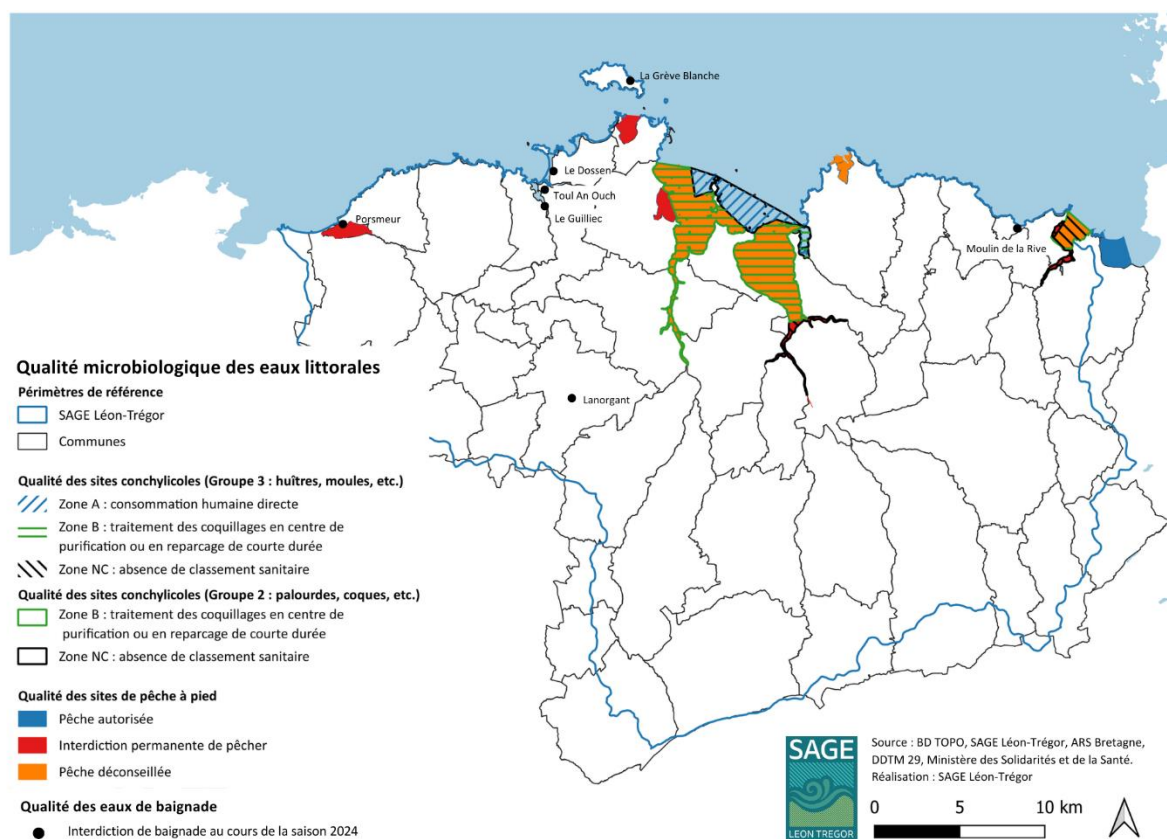 La Grève Blanche
Le Dossen
Toul An Ouch
Le Guilliec
Porsmeur
Moulin de la Rive
Lanorgant
Qualité microbiologique des eaux littorales
Périmètres de référence
SAGE Léon-Trégor
Communes
Qualité des sites conchylicoles (Groupe 3 : huîtres, moules, etc.)
Zone A : consommation humaine directe
Zone B : traitement des coquillages en centre de
purification ou en reparcage de courte durée
Zone NC : absence de classement sanitaire
Qualité des sites conchylicoles (Groupe 2 : palourdes, coques, etc.)
Zone B : traitement des coquillages en centre de
purification ou en reparcage de courte durée
Zone NC : absence de classement sanitaire
Qualité des sites de pêche à pied
Pêche autorisée
Interdiction permanente de pêcher
Pêche déconseillée
Qualité des eaux de baignade
Interdiction de baignade au cours de la saison 2024
SAGE
LEON TREGOR
Source : BD TOPO, SAGE Léon-Trégor, ARS Bretagne,
DDTM 29, Ministère des Solidarités et de la Santé.
Réalisation : SAGE Léon-Trégor
0 5 10 km